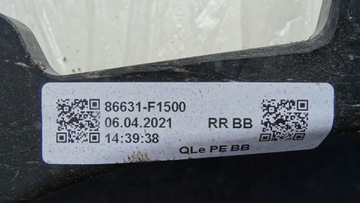 86631-F1500
06.04.2021 RR BB
14:39:38
QLe PE BB